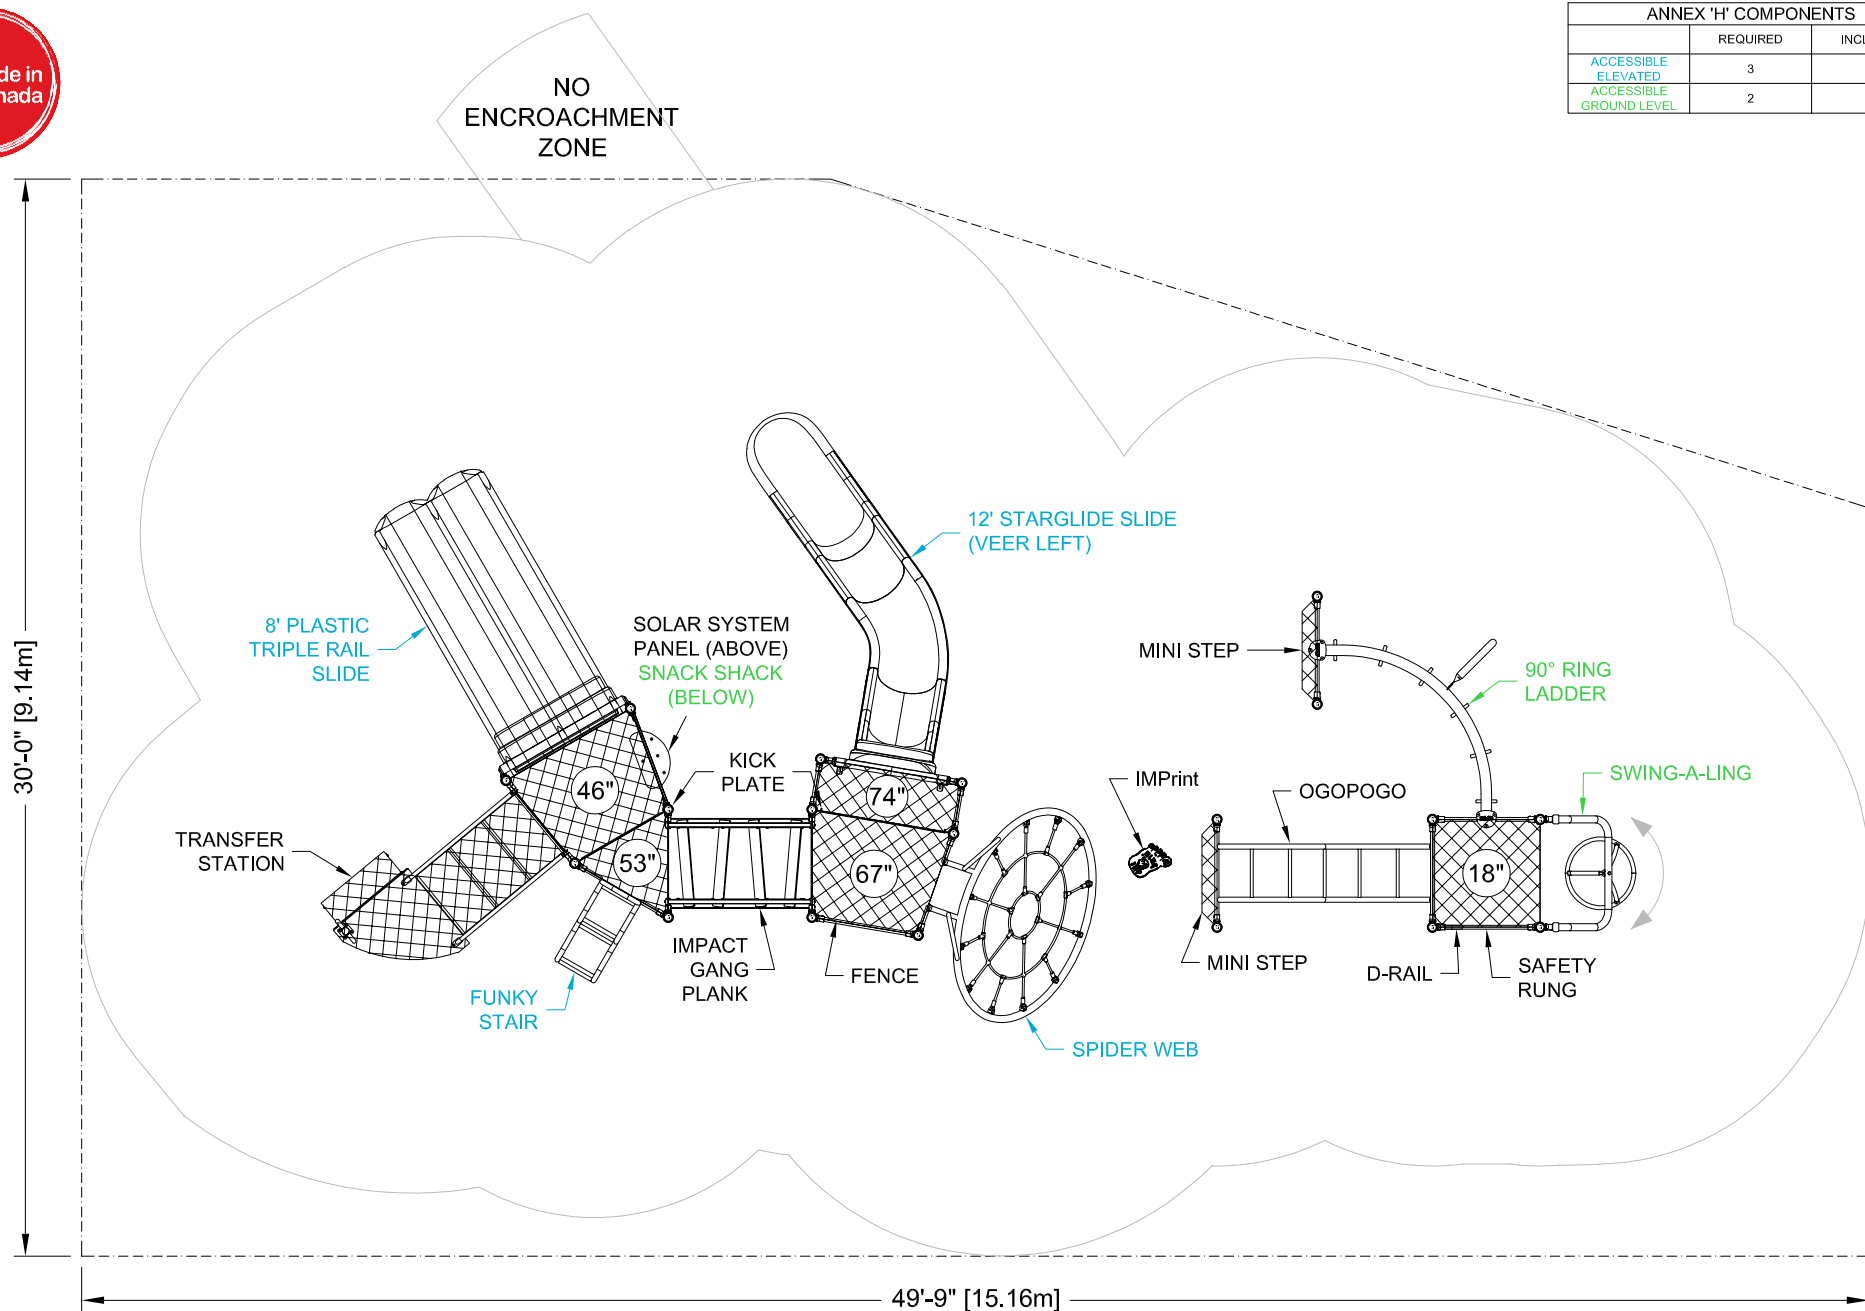 ANNEX 'H' COMPONENTS
REQUIRED
ACCESSIBLE
ELEVATED
3
ACCESSIBLE
GROUND LEVEL
2
NO
ENCROACHMENT
ZONE
12' STARGLIDE SLIDE
(VEER LEFT)
8' PLASTIC
TRIPLE RAIL
SLIDE
SOLAR SYSTEM
PANEL (ABOVE)
SNACK SHACK
(BELOW)
MINI STEP
90° RING
LADDER
30'-0" [9.14m]
KICK
PLATE
46"
74"
IMPrint
OGOPOGO
SWING-A-LING
TRANSFER
STATION
53"
67"
18"
IMPACT
GANG
PLANK
FENCE
MINI STEP
D-RAIL
SAFETY
RUNG
FUNKY
STAIR
SPIDER WEB
49'-9" [15.16m]